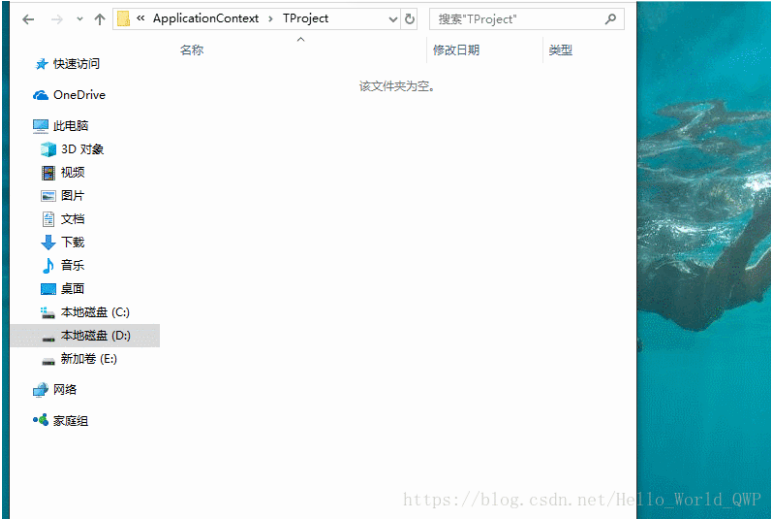 « ApplicationContext › TProject
搜索"TProject"
名称 修改日期 类型
该文件夹为空。
快速访问
OneDrive
此电脑
3D 对象
视频
图片
文档
下载
音乐
桌面
本地磁盘 (C:)
本地磁盘 (D:)
新加卷 (E:)
网络
家庭组
https://blog.csdn.net/Hello_World_QWP